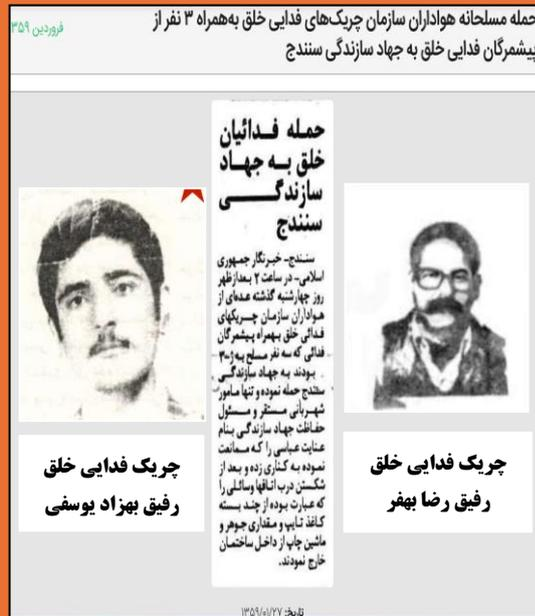 حمله مسلحانه هواداران سازمان چریک‌های فدایی خلق به‌همراه ۳ نفر از
پیشمرگان فدایی خلق به جهاد سازندگی سنندج
فروردین ۳۵۹
حمله فدائیان
خلق به جهاد
سازندگی
سنندج
سنندج- خبرنگار جمهوری
اسلامی- در ساعت ۲ بعدازظهر
روز چهارشنبه گذشته عده‌ای از
هواداران سازمان چریکهای
فدائی خلق بهمراه پیشمرگان
فدائی که سه نفر مسلح به ژ-۳
بودند به جهاد سازندگی
سنندج حمله نموده و تنها مامور
شهربانی مستقر و مسئول
حفاظت جهاد سازندگی بنام
عنایت عباسی را که ممانعت
نموده به کناری زده و بعد از
شکستن درب اتاقها وسائلی را
که عبارت بوده از چند بسته
کاغذ تایپ و مقداری جوهر و
ماشین چاپ از داخل ساختمان
خارج نمودند.
چریک فدایی خلق
رفیق رضا بهفر
چریک فدایی خلق
رفیق بهزاد یوسفی
تاریخ: ۱۳۵۹/۰۱/۲۷